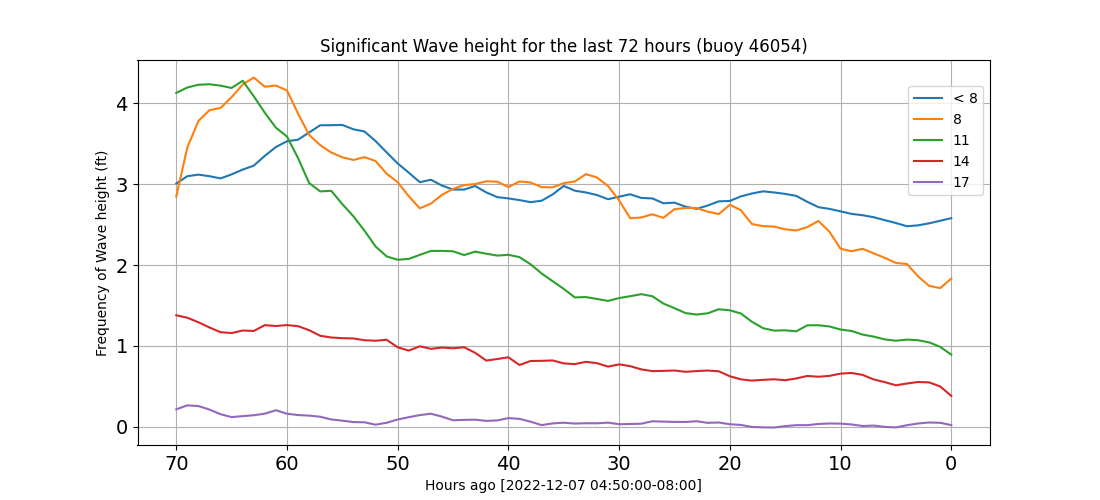 Significant Wave height for the last 72 hours (buoy 46054)
Frequency of Wave height (ft)
4
3
2
1
0
< 8
8
11
14
17
70 60 50 40 30 20 10 0
Hours ago [2022-12-07 04:50:00-08:00]